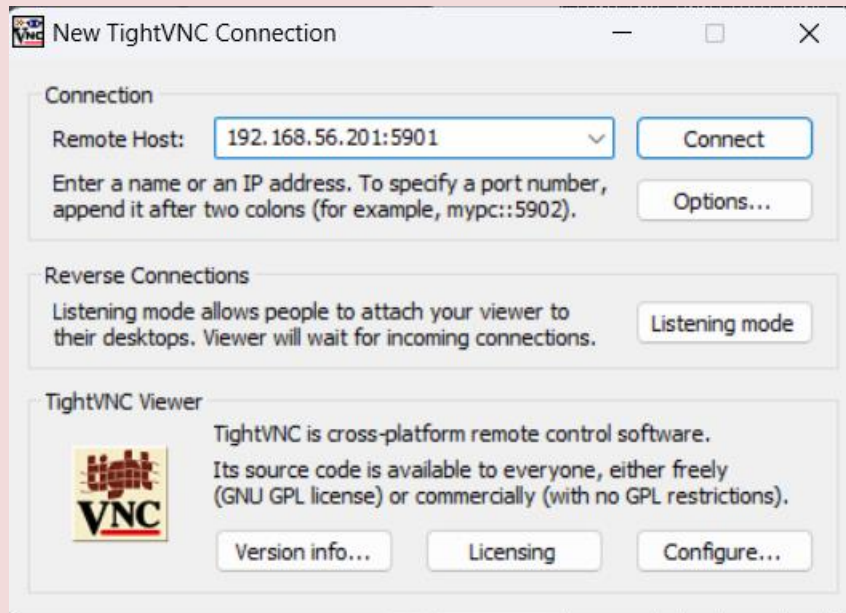 New TightVNC Connection
Connection
Remote Host:
192.168.56.201:5901
Connect
Enter a name or an IP address. To specify a port number,
append it after two colons (for example, mypc::5902).
Options...
Reverse Connections
Listening mode allows people to attach your viewer to
their desktops. Viewer will wait for incoming connections.
Listening mode
TightVNC Viewer
tight
VNC
TightVNC is cross-platform remote control software.
Its source code is available to everyone, either freely
(GNU GPL license) or commercially (with no GPL restrictions).
Version info...
Licensing
Configure...